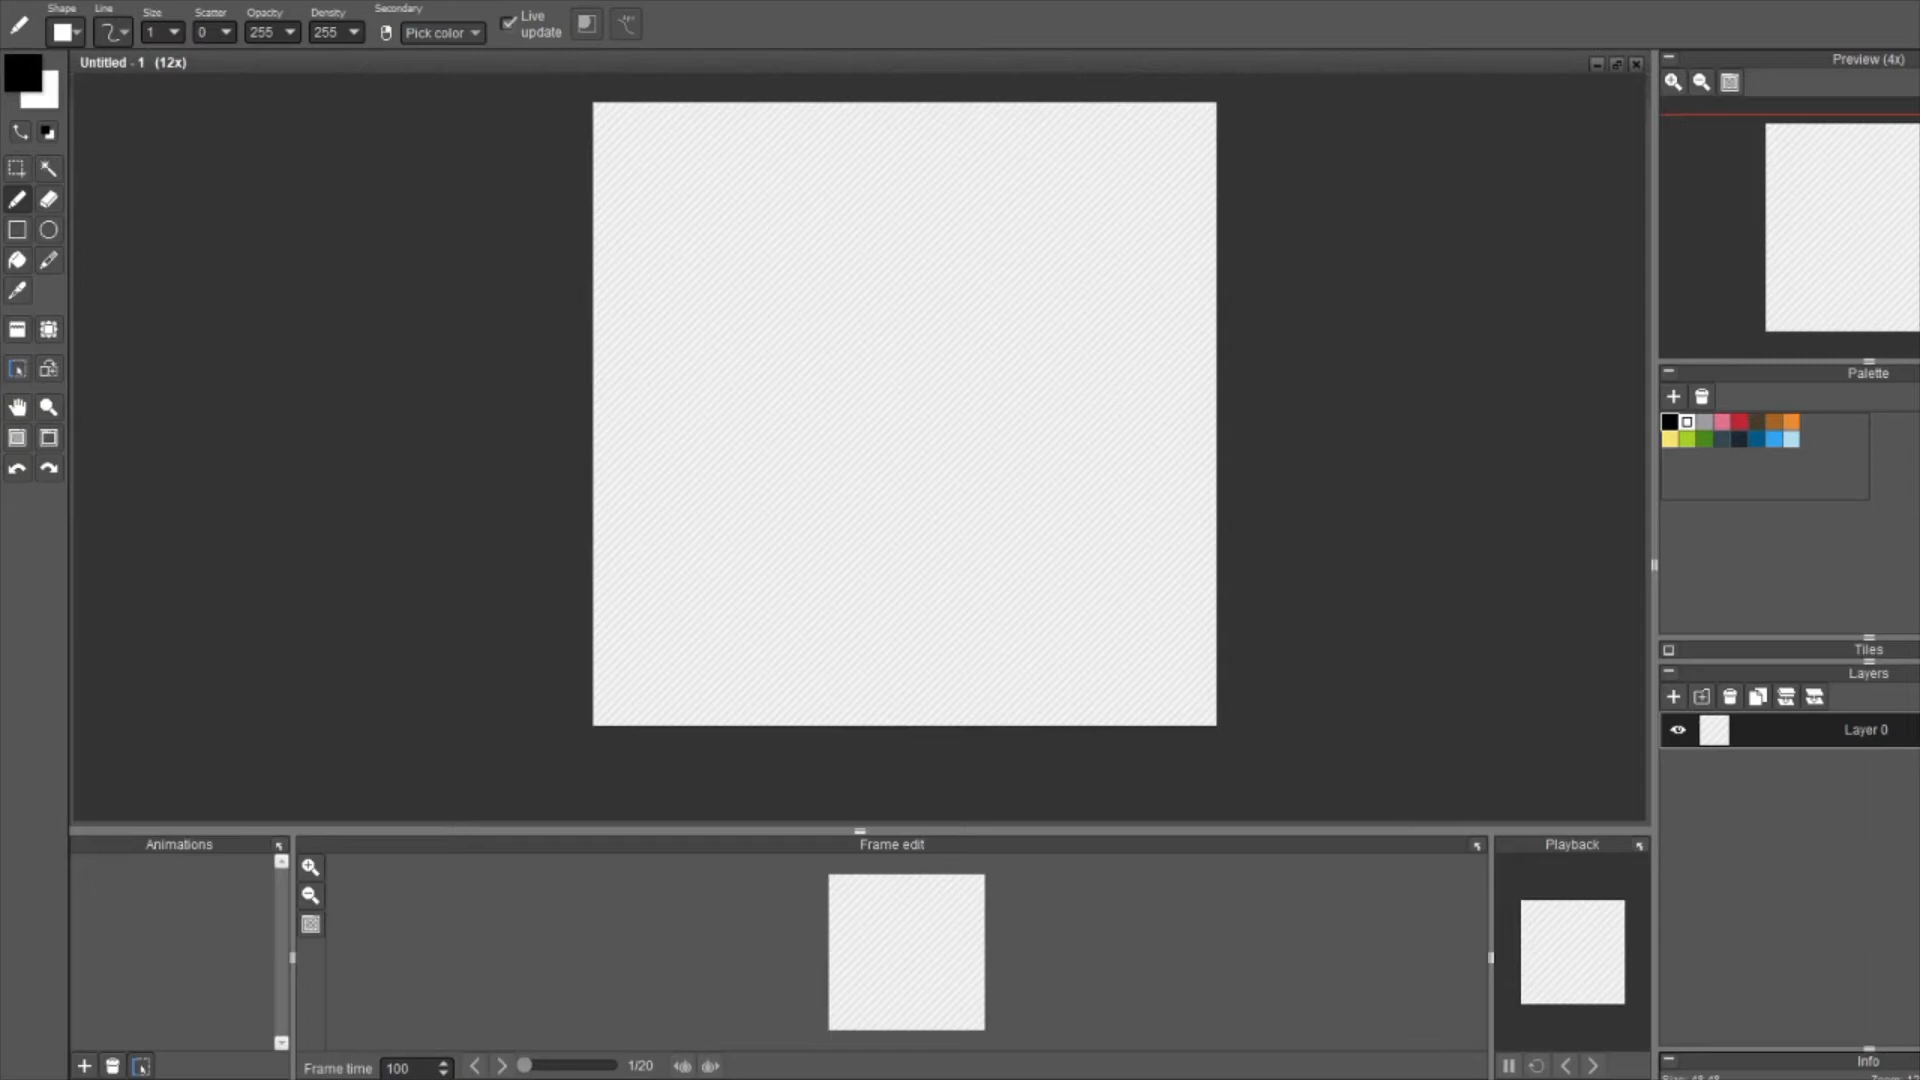 Shape Line Size Scatter Opacity Density Secondary
1 0 255 255 Pick color Live update
Untitled - 1 (12x)
Preview (4x)
Palette
Tiles
Layers
Layer 0
Animations Frame edit Playback
Frame time 100 1/20
Info